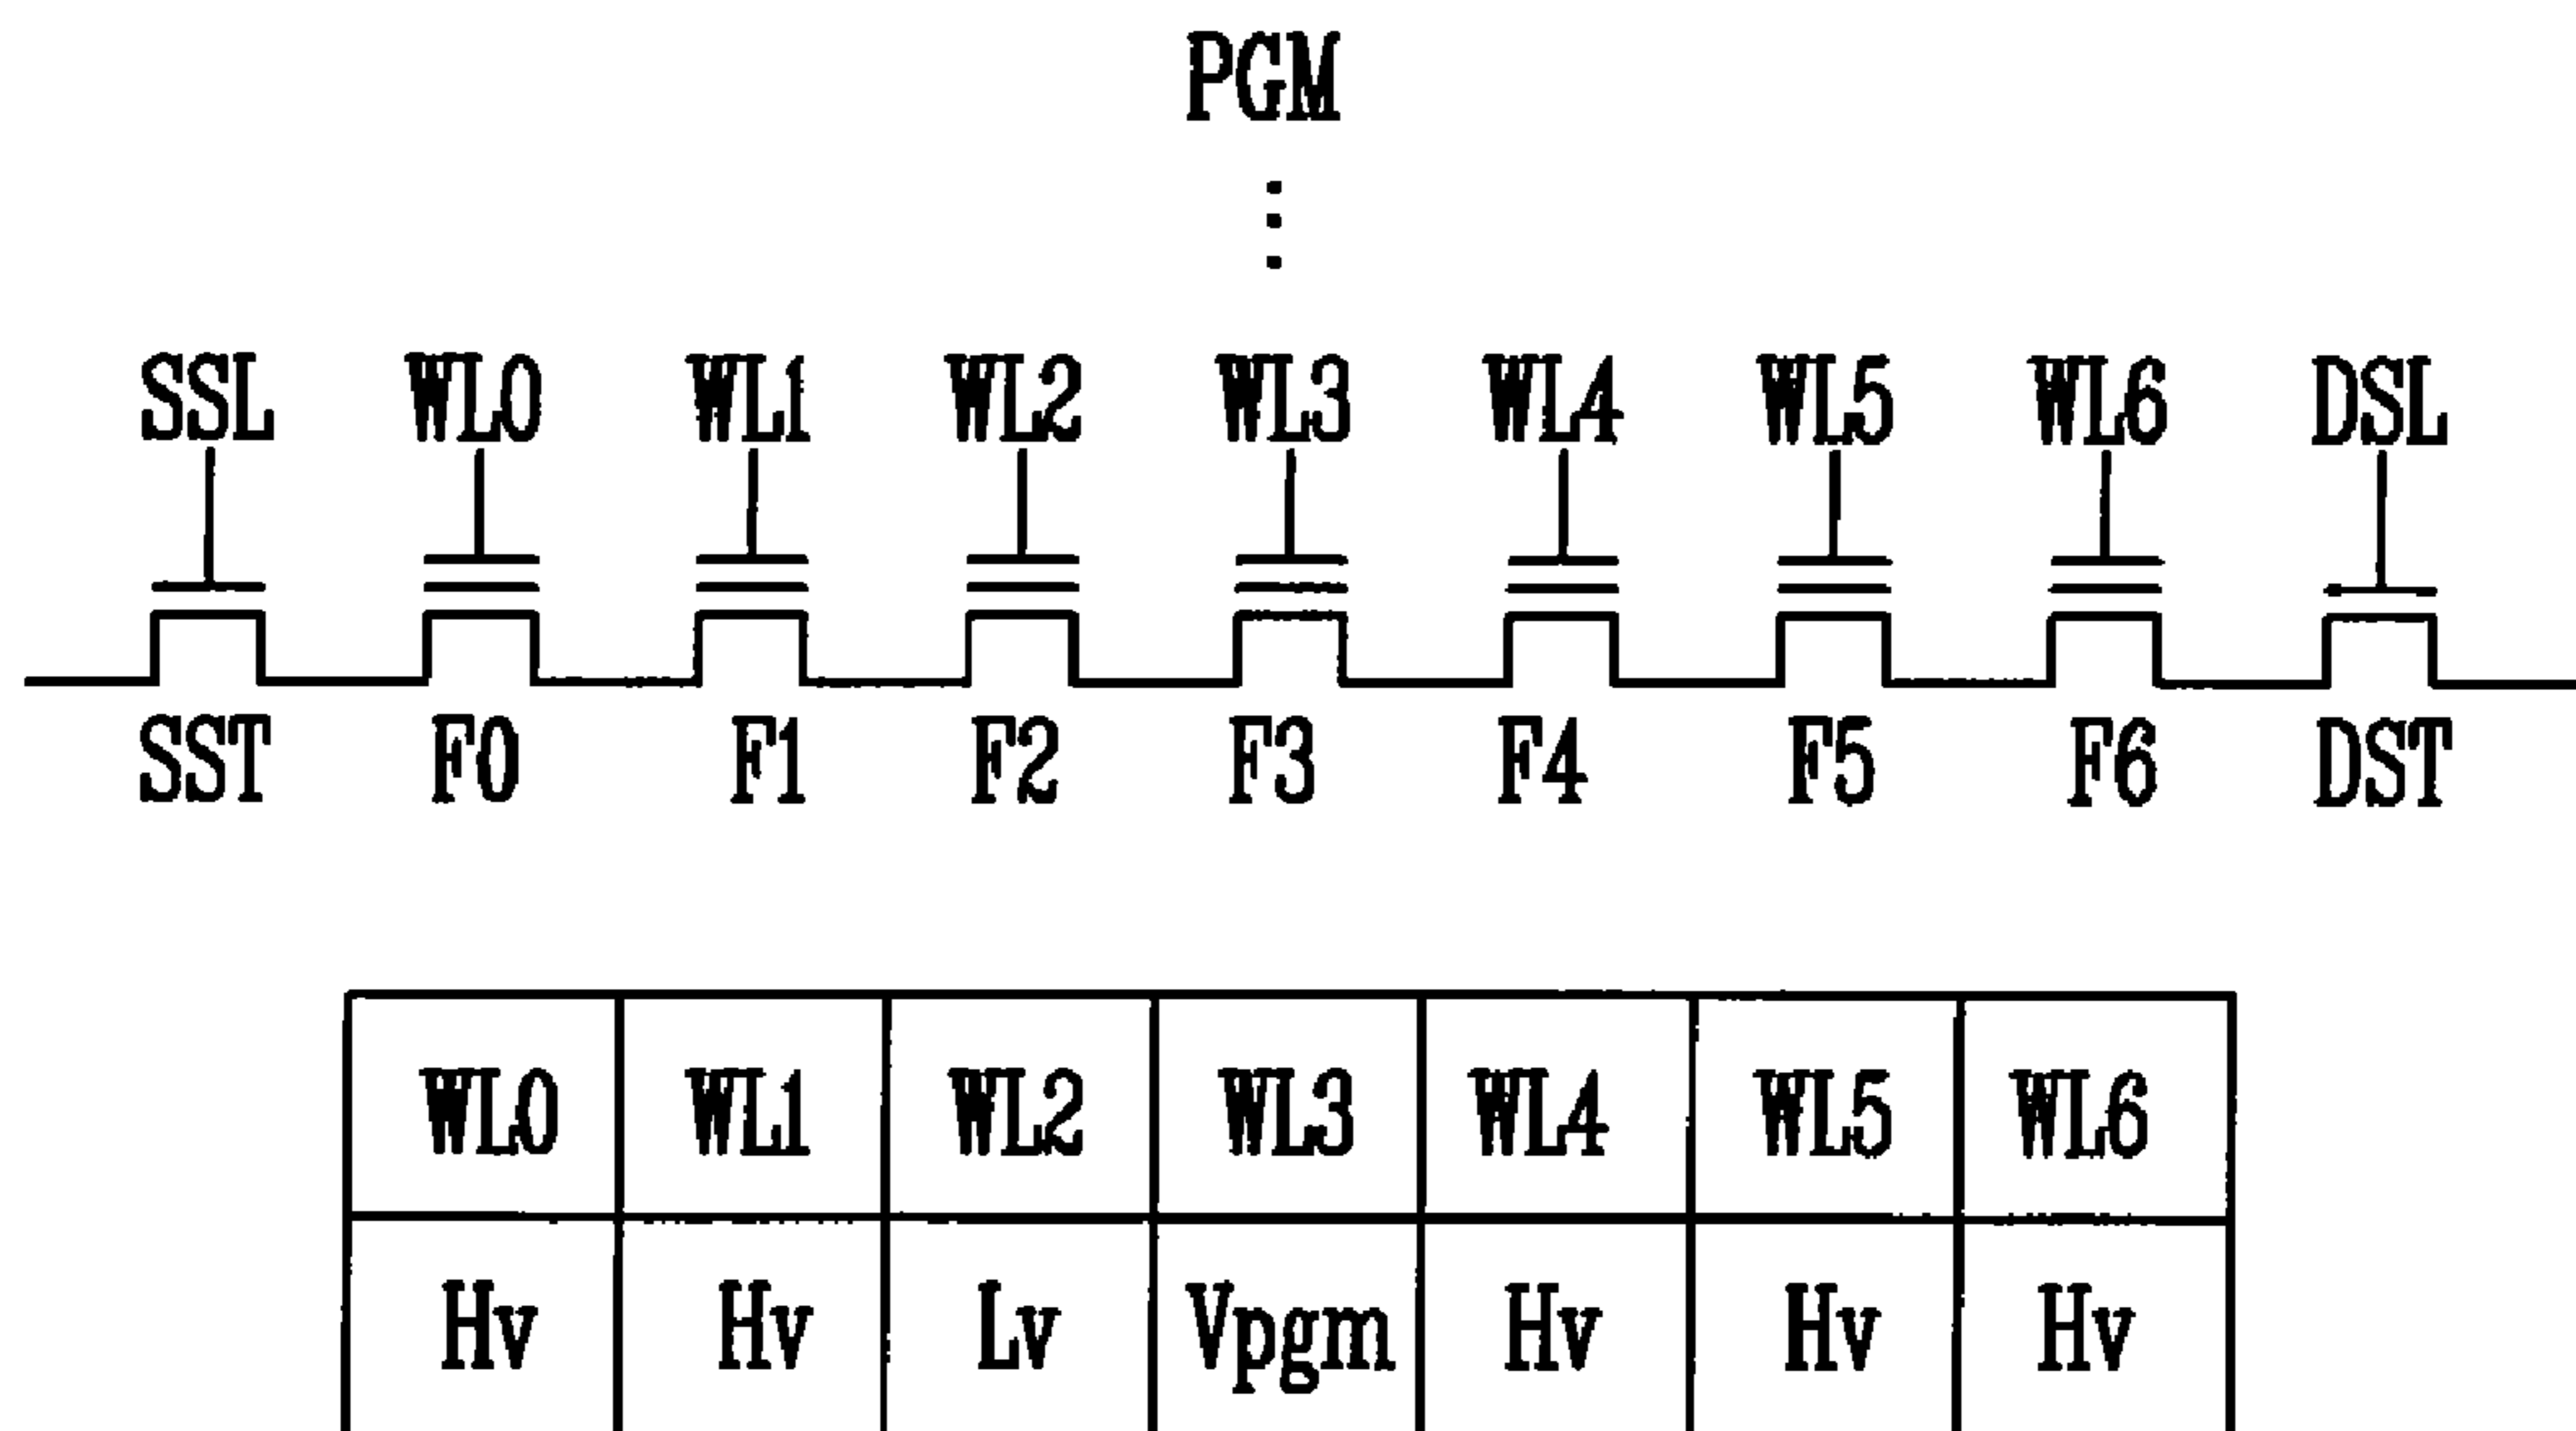 PGM
SSL WL0 WL1 WL2 WL3 WL4 WL5 WL6 DSL
SST F0 F1 F2 F3 F4 F5 F6 DST
WL0 WL1 WL2 WL3 WL4 WL5 WL6
Hv Hv Lv Vpgm Hv Hv Hv